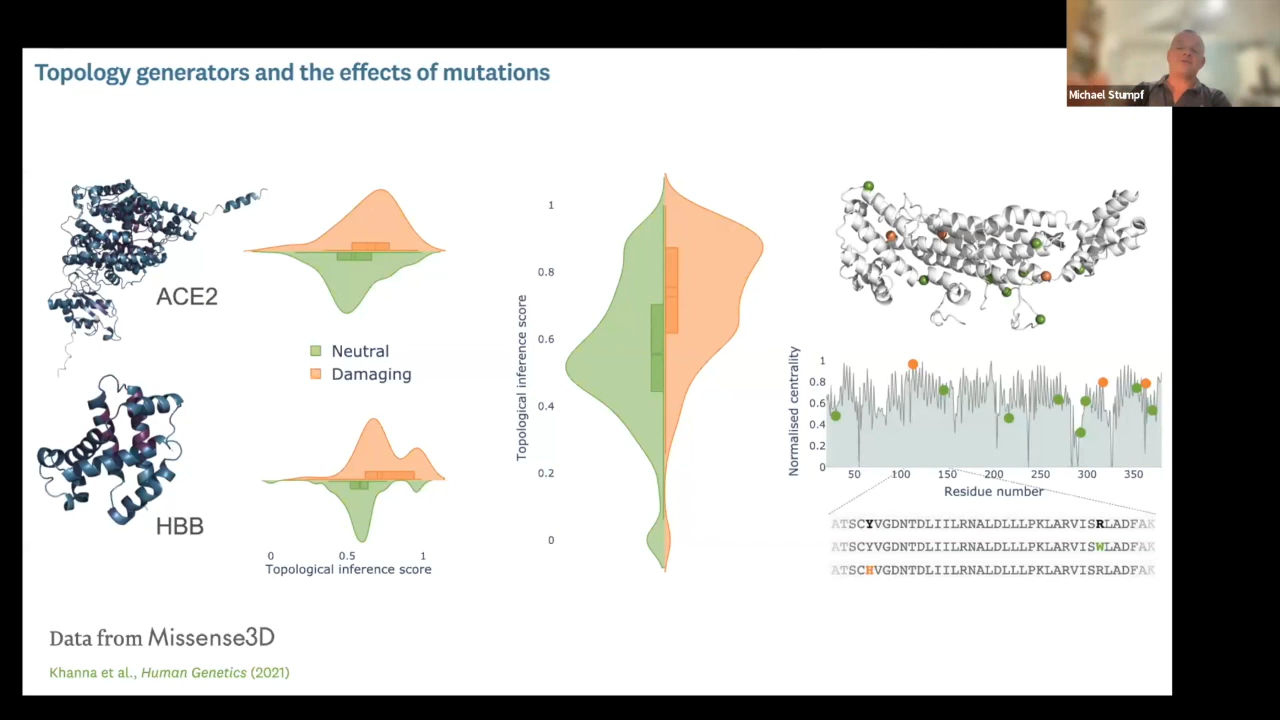 Topology generators and the effects of mutations
Michael Stumpf
ACE2
Neutral
Damaging
HBB
0
0.5
1
Topological inference score
Topological inference score
1
0.8
0.6
0.4
0.2
0
Normalised centrality
1
0.8
0.6
0.4
0.2
0
50
100
150
200
250
300
350
Residue number
ATSCYVGDNTDLIILRNALDLLLPKLARVISRLADFAK
ATSCYVGDNTDLIILRNALDLLLPKLARVISWLADFAK
ATSCHVGDNTDLIILRNALDLLLPKLARVISRLADFAK
Data from Missense3D
Khanna et al., Human Genetics (2021)